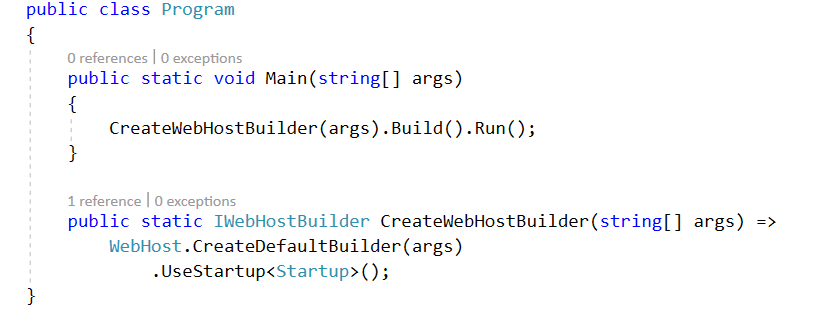 public class Program
{
0 references | 0 exceptions
public static void Main(string[] args)
{
CreateWebHostBuilder(args).Build().Run();
}
1 reference | 0 exceptions
public static IWebHostBuilder CreateWebHostBuilder(string[] args) =>
WebHost.CreateDefaultBuilder(args)
.UseStartup<Startup>();
}